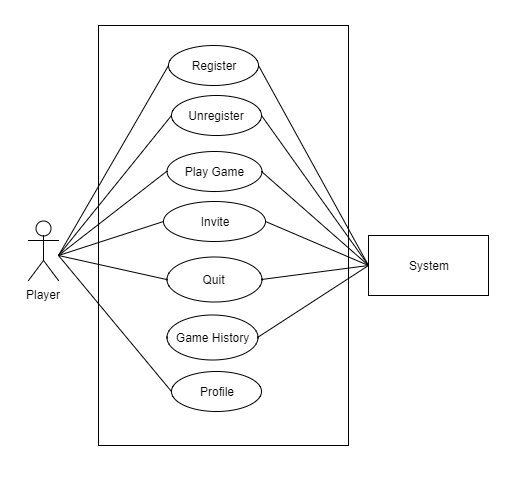 Register
Unregister
Play Game
Invite
Player
System
Quit
Game History
Profile